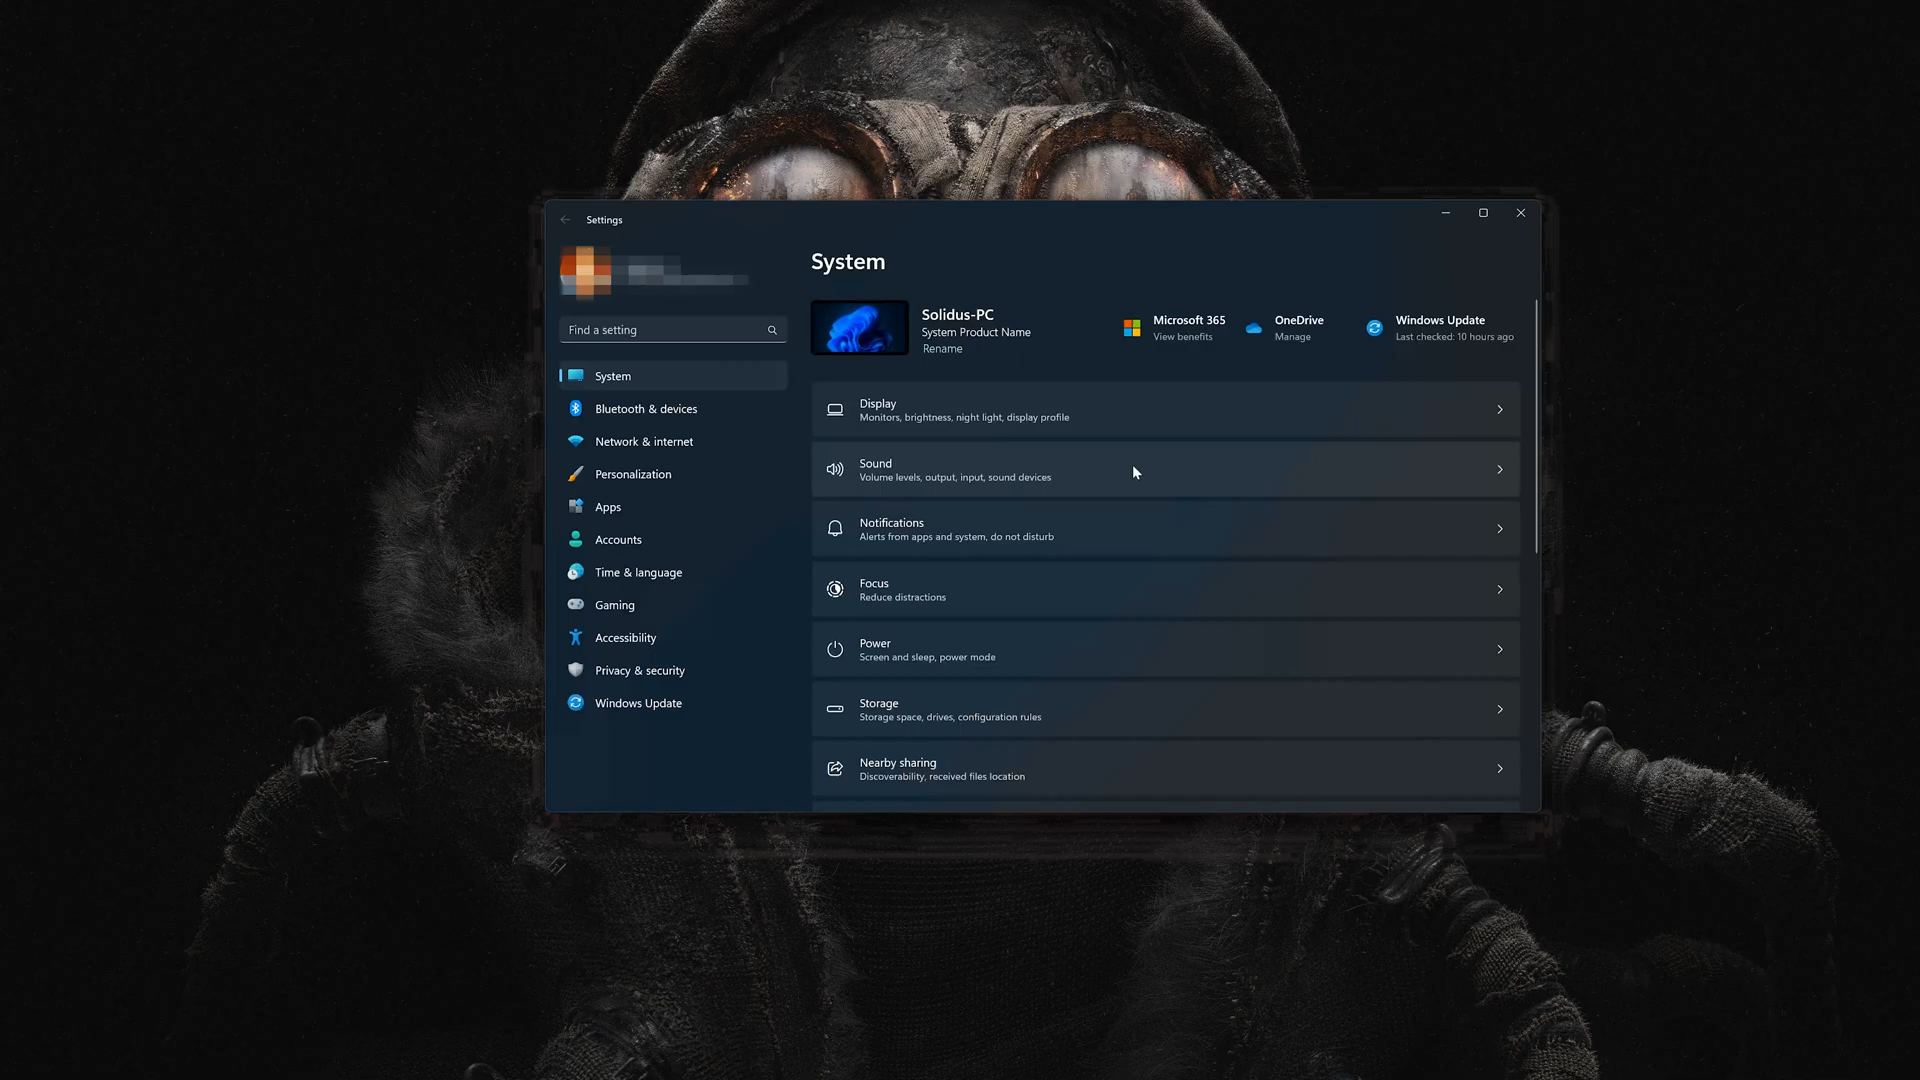 Settings
System
Find a setting
Solidus-PC
System Product Name
Rename
Microsoft 365
View benefits
OneDrive
Manage
Windows Update
Last checked: 10 hours ago
System
Bluetooth & devices
Network & internet
Personalization
Apps
Accounts
Time & language
Gaming
Accessibility
Privacy & security
Windows Update
Display
Monitors, brightness, night light, display profile
Sound
Volume levels, output, input, sound devices
Notifications
Alerts from apps and system, do not disturb
Focus
Reduce distractions
Power
Screen and sleep, power mode
Storage
Storage space, drives, configuration rules
Nearby sharing
Discoverability, received files location